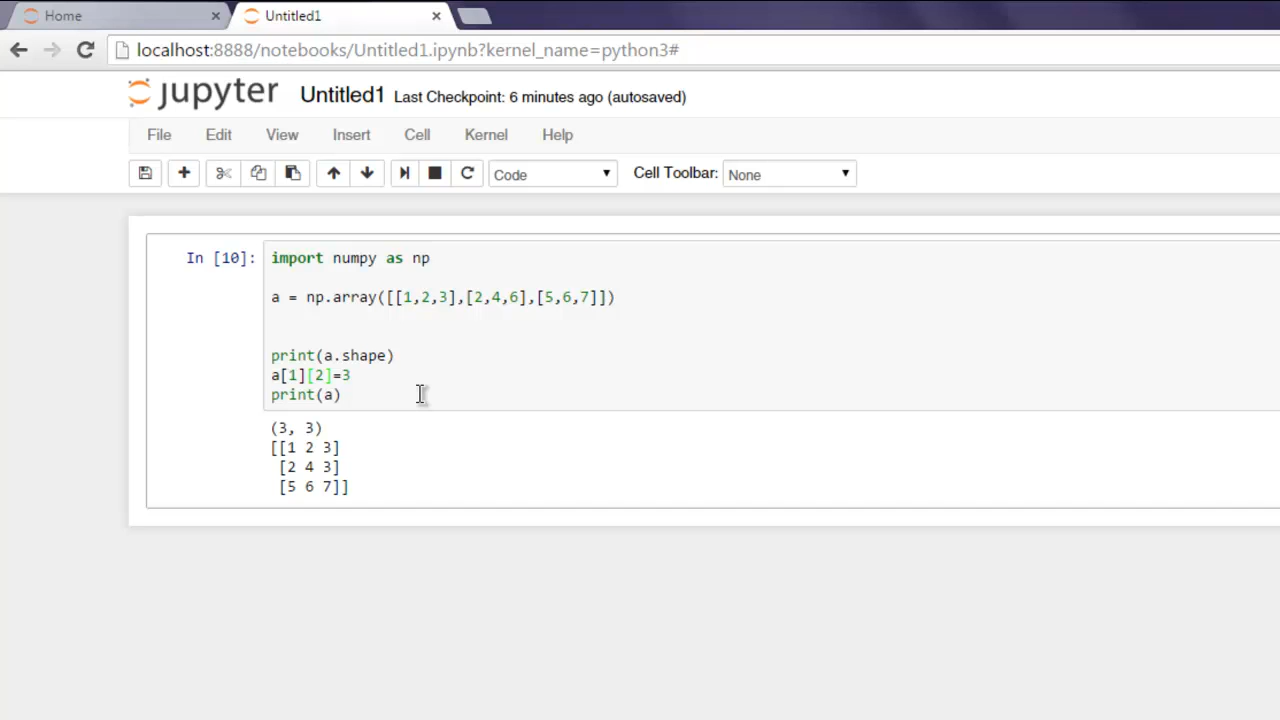 Home
Untitled1
localhost:8888/notebooks/Untitled1.ipynb?kernel_name=python3#
jupyter Untitled1 Last Checkpoint: 6 minutes ago (autosaved)
File Edit View Insert Cell Kernel Help
Code Cell Toolbar: None
In [10]: import numpy as np
a = np.array([[1,2,3],[2,4,6],[5,6,7]])
print(a.shape)
a[1][2]=3
print(a)
(3, 3)
[[1 2 3]
[2 4 3]
[5 6 7]]